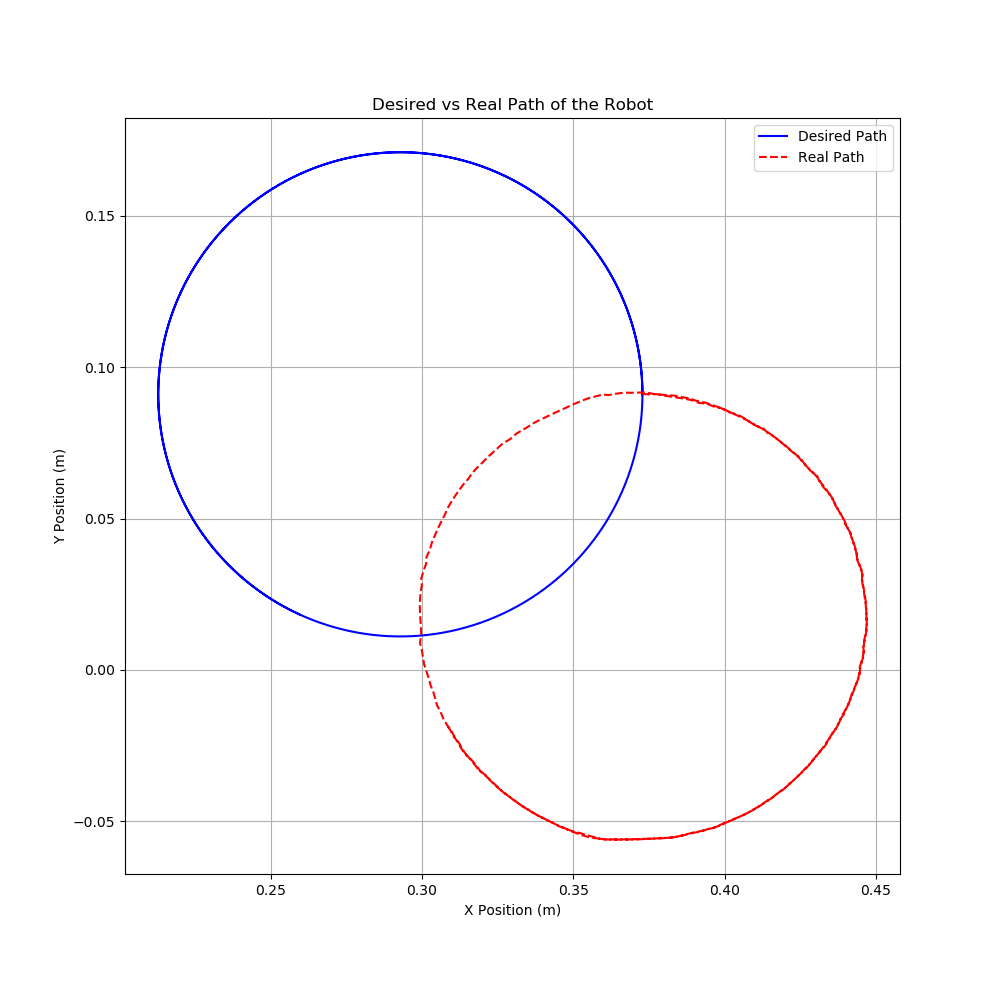 Desired vs Real Path of the Robot
Desired Path
Real Path
Y Position (m)
0.15
0.10
0.05
0.00
−0.05
0.25 0.30 0.35 0.40 0.45
X Position (m)